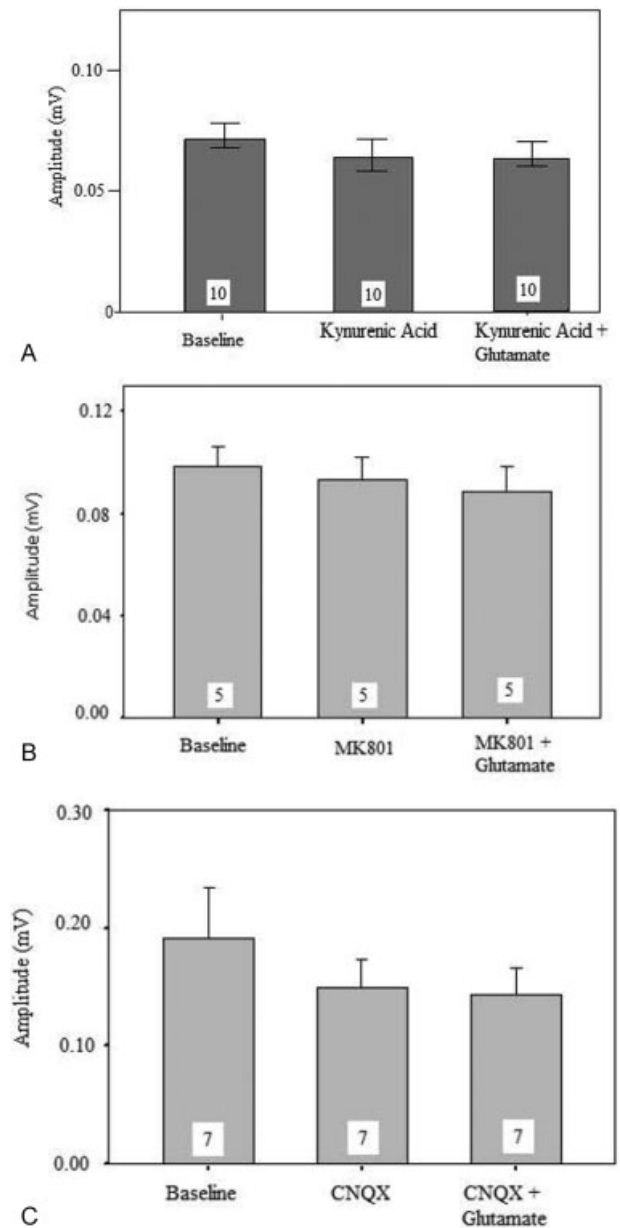 Amplitude (mV)
0.10
0.05
0
10
10
10
Baseline
Kynurenic Acid
Kynurenic Acid +
Glutamate
A
Amplitude (mV)
0.12
0.08
0.04
0.00
5
5
5
Baseline
MK801
MK801 +
Glutamate
B
Amplitude (mV)
0.30
0.20
0.10
0.00
7
7
7
Baseline
CNQX
CNQX +
Glutamate
C